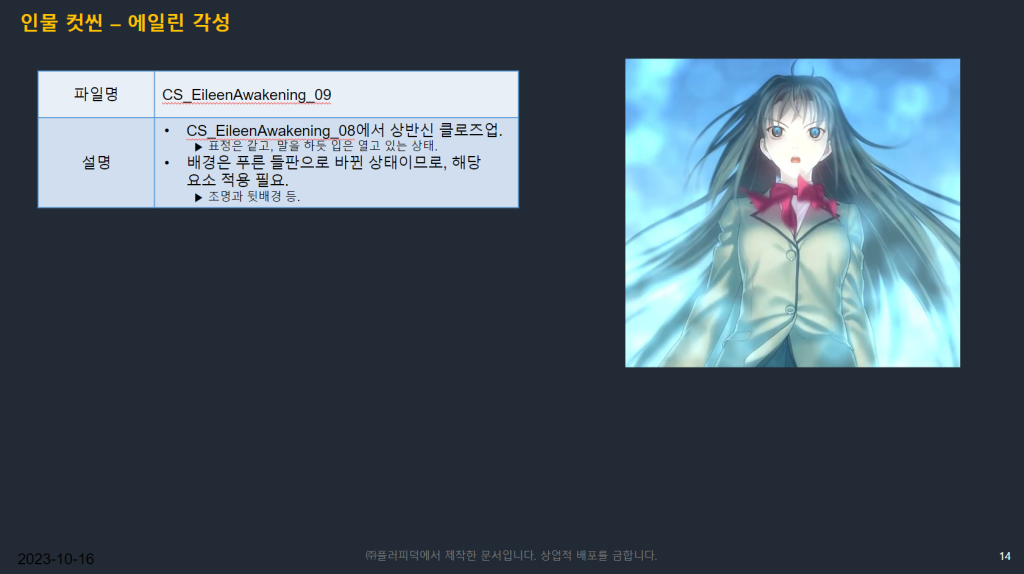 인물 컷씬 – 에일린 각성
파일명
CS_EileenAwakening_09
설명
• CS_EileenAwakening_08에서 상반신 클로즈업.
▶ 표정은 같고, 말을 하듯 입은 열고 있는 상태.
• 배경은 푸른 들판으로 바뀐 상태이므로, 해당
요소 적용 필요.
▶ 조명과 뒷배경 등.
2023-10-16
㈜플러피덕에서 제작한 문서입니다. 상업적 배포를 금합니다.
14